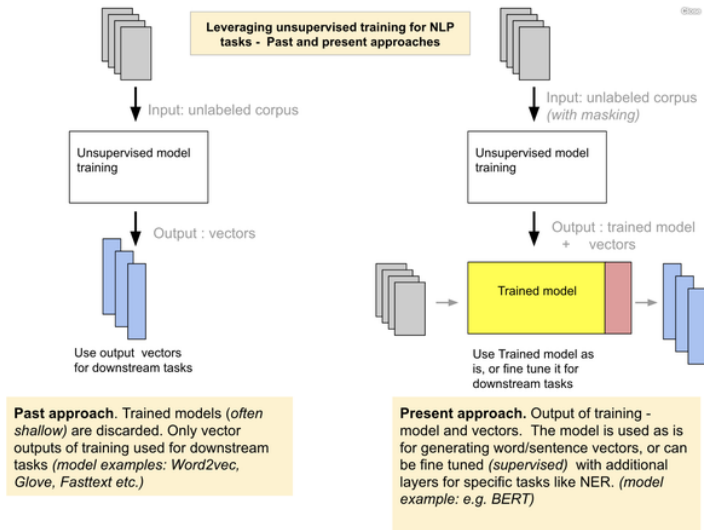 Close
Leveraging unsupervised training for NLP
tasks - Past and present approaches
Input: unlabeled corpus
Unsupervised model
training
Output : vectors
Use output vectors
for downstream tasks
Past approach. Trained models (often
shallow) are discarded. Only vector
outputs of training used for downstream
tasks (model examples: Word2vec,
Glove, Fasttext etc.)
Input: unlabeled corpus
(with masking)
Unsupervised model
training
Output : trained model
+ vectors
Trained model
Use Trained model as
is, or fine tune it for
downstream tasks
Present approach. Output of training -
model and vectors. The model is used as is
for generating word/sentence vectors, or can
be fine tuned (supervised) with additional
layers for specific tasks like NER. (model
example: e.g. BERT)